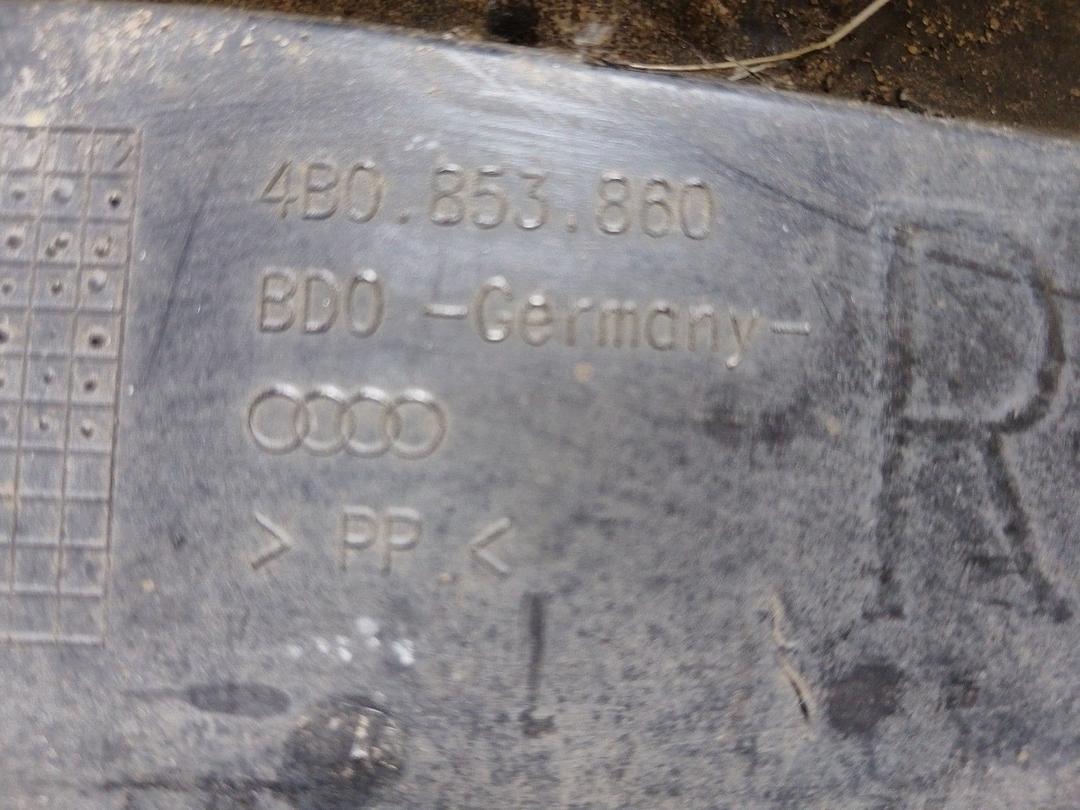 4B0.853.860
BDO -Germany-
> PP <
R